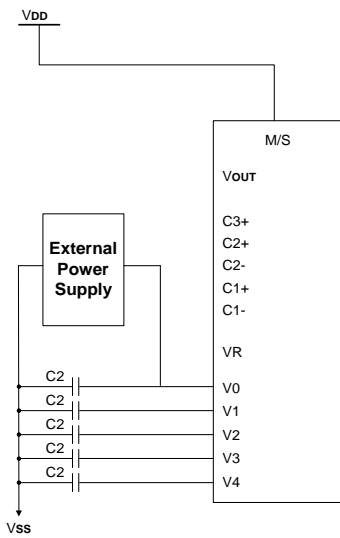 VDD
M/S
VOUT
C3+
C2+
C2-
C1+
C1-
VR
External
Power
Supply
C2 V0
C2 V1
C2 V2
C2 V3
C2 V4
VSS